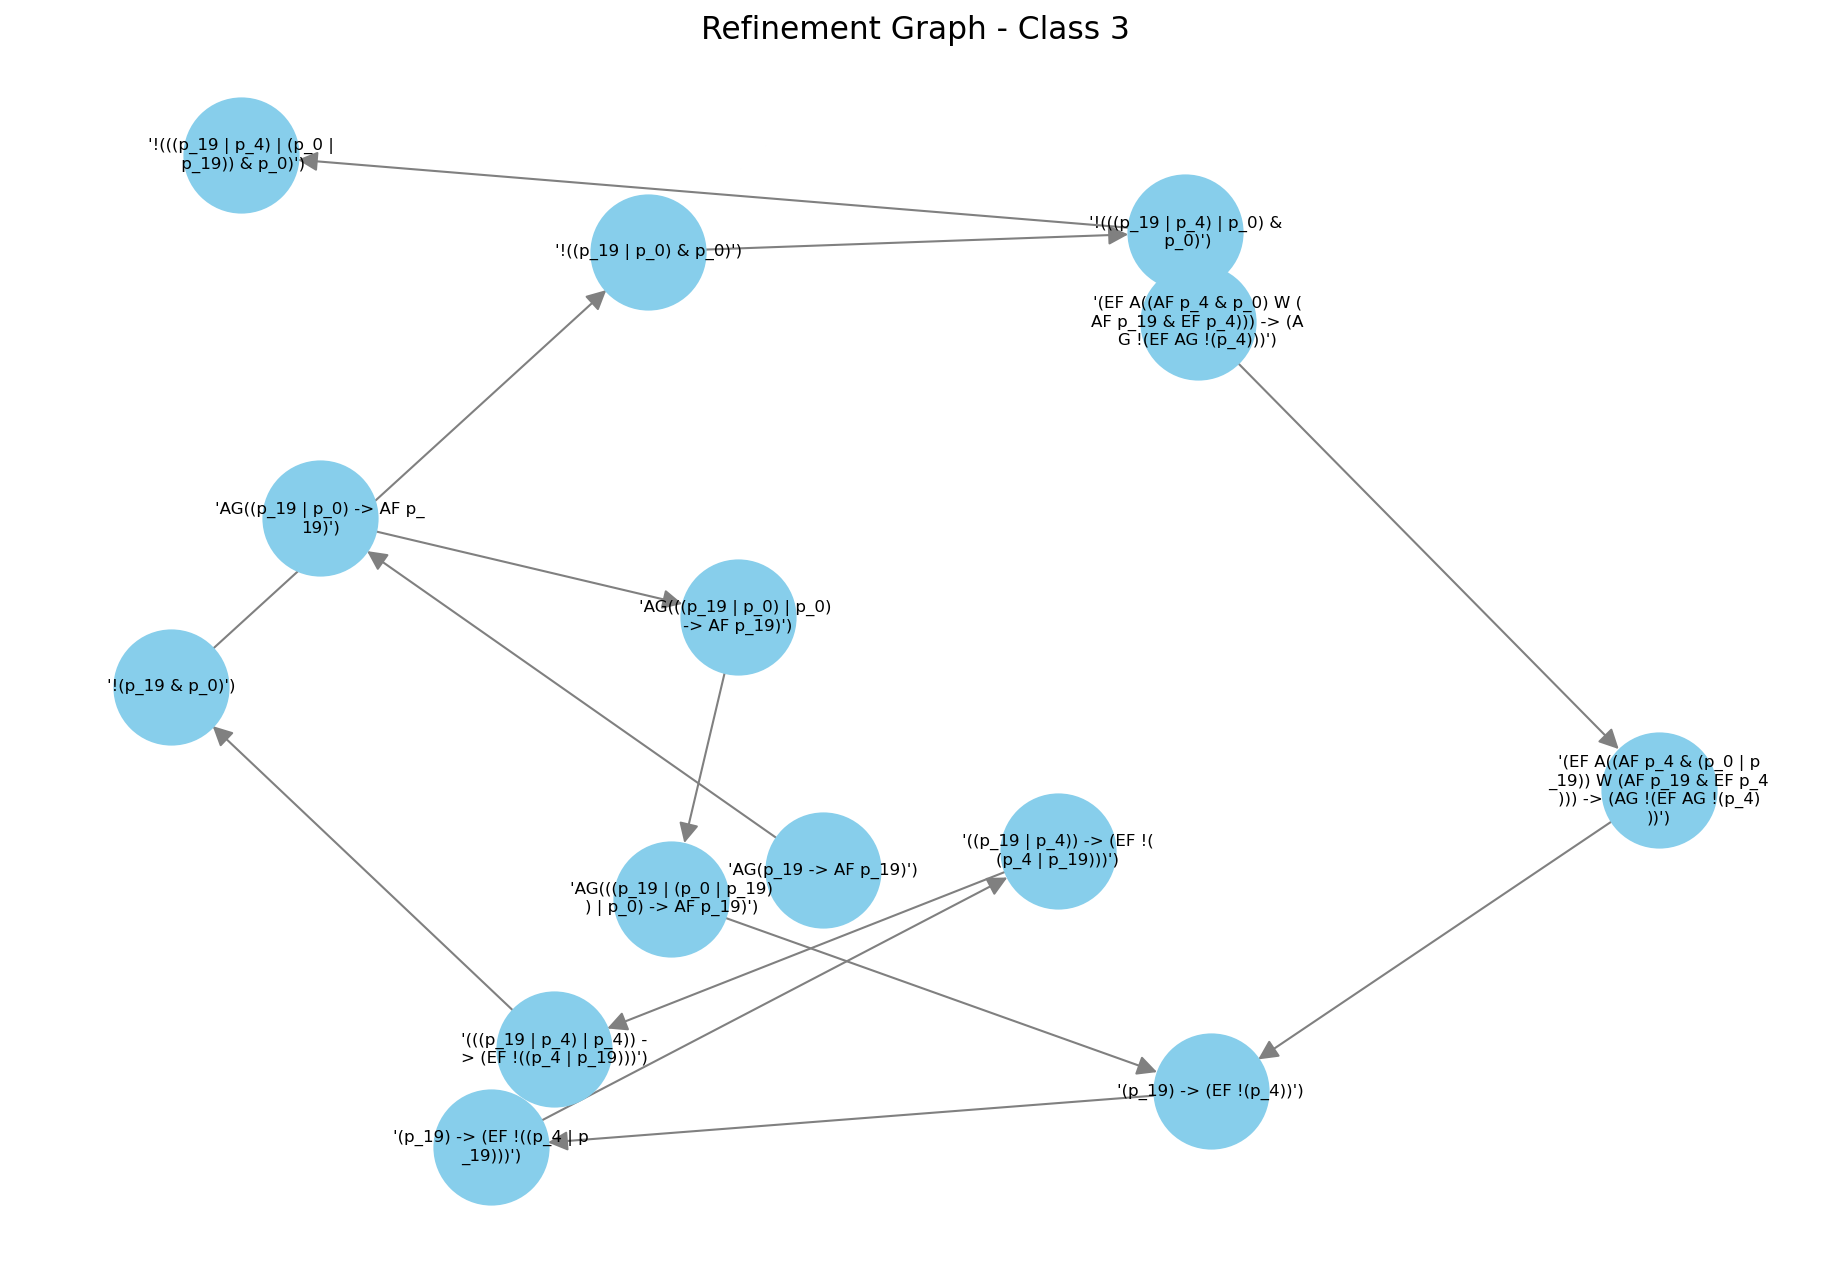 Refinement Graph - Class 3
'!(((p_19 | p_4) | (p_0 |
p_19)) & p_0)')
'!(((p_19 | p_4) | p_0) &
p_0)')
'!((p_19 | p_0) & p_0)')
'(EF A((AF p_4 & p_0) W (
AF p_19 & EF p_4))) -> (A
G !(EF AG !(p_4)))')
'AG((p_19 | p_0) -> AF p_
19)')
'AG(((p_19 | p_0) | p_0)
-> AF p_19)')
'!(p_19 & p_0)')
'(EF A((AF p_4 & (p_0 | p
_19)) W (AF p_19 & EF p_4
))) -> (AG !(EF AG !(p_4)
))')
'((p_19 | p_4)) -> (EF !(
(p_4 | p_19)))')
'AG(p_19 -> AF p_19)')
'AG(((p_19 | (p_0 | p_19)
) | p_0) -> AF p_19)')
'(((p_19 | p_4) | p_4)) -
> (EF !((p_4 | p_19)))')
'(p_19) -> (EF !(p_4))')
'(p_19) -> (EF !((p_4 | p
_19)))')